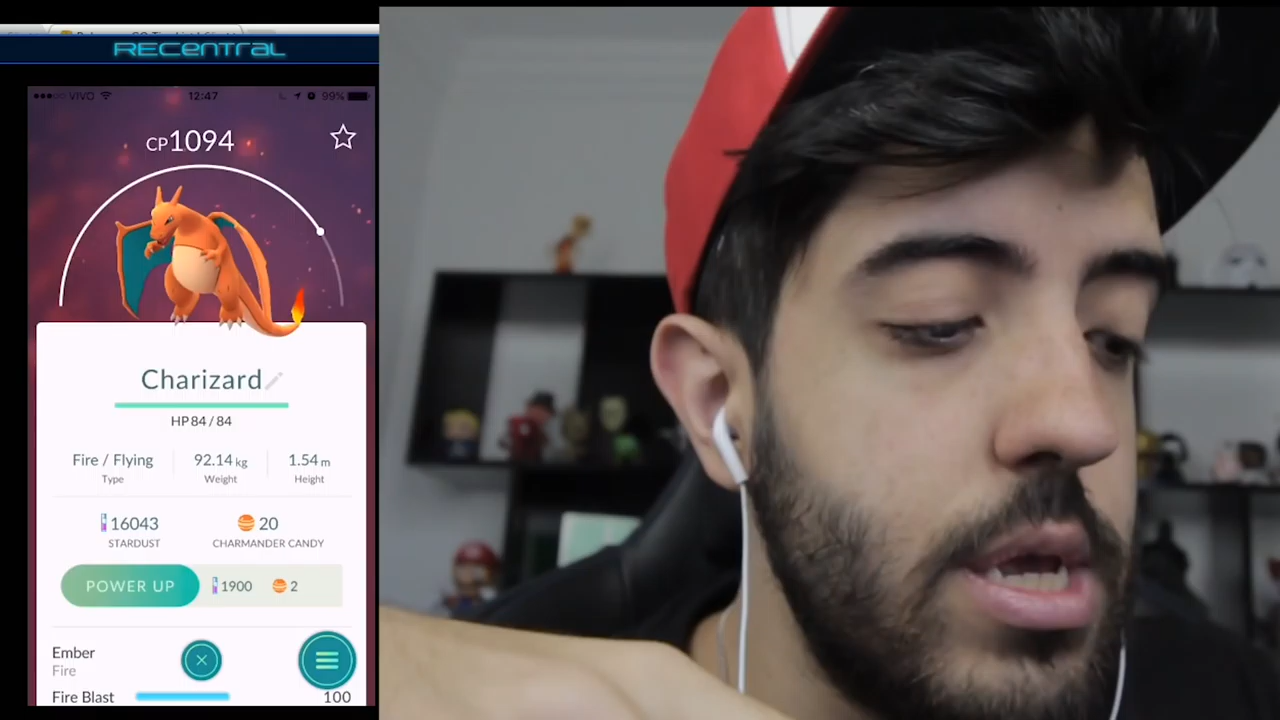 RECENTRAL
VIVO 12:47 99%
CP1094
Charizard
HP 84 / 84
Fire / Flying 92.14 kg 1.54 m
Type Weight Height
16043 20
STARDUST CHARMANDER CANDY
POWER UP 1900 2
Ember
Fire
Fire Blast 100